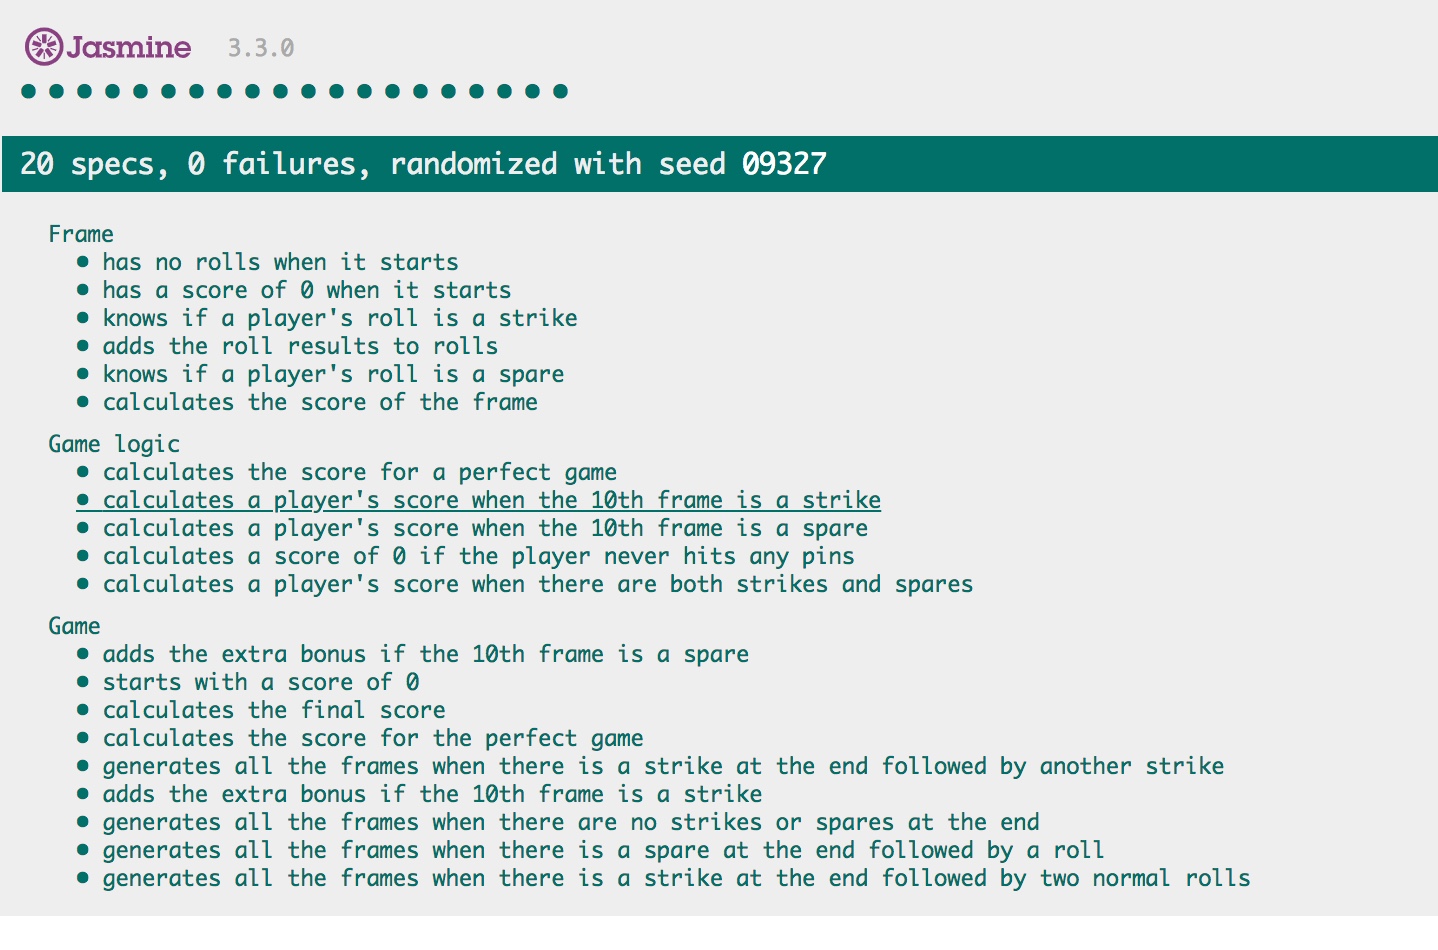 Jasmine 3.3.0
20 specs, 0 failures, randomized with seed 09327
Frame
• has no rolls when it starts
• has a score of 0 when it starts
• knows if a player's roll is a strike
• adds the roll results to rolls
• knows if a player's roll is a spare
• calculates the score of the frame
Game logic
• calculates the score for a perfect game
• calculates a player's score when the 10th frame is a strike
• calculates a player's score when the 10th frame is a spare
• calculates a score of 0 if the player never hits any pins
• calculates a player's score when there are both strikes and spares
Game
• adds the extra bonus if the 10th frame is a spare
• starts with a score of 0
• calculates the final score
• calculates the score for the perfect game
• generates all the frames when there is a strike at the end followed by another strike
• adds the extra bonus if the 10th frame is a strike
• generates all the frames when there are no strikes or spares at the end
• generates all the frames when there is a spare at the end followed by a roll
• generates all the frames when there is a strike at the end followed by two normal rolls